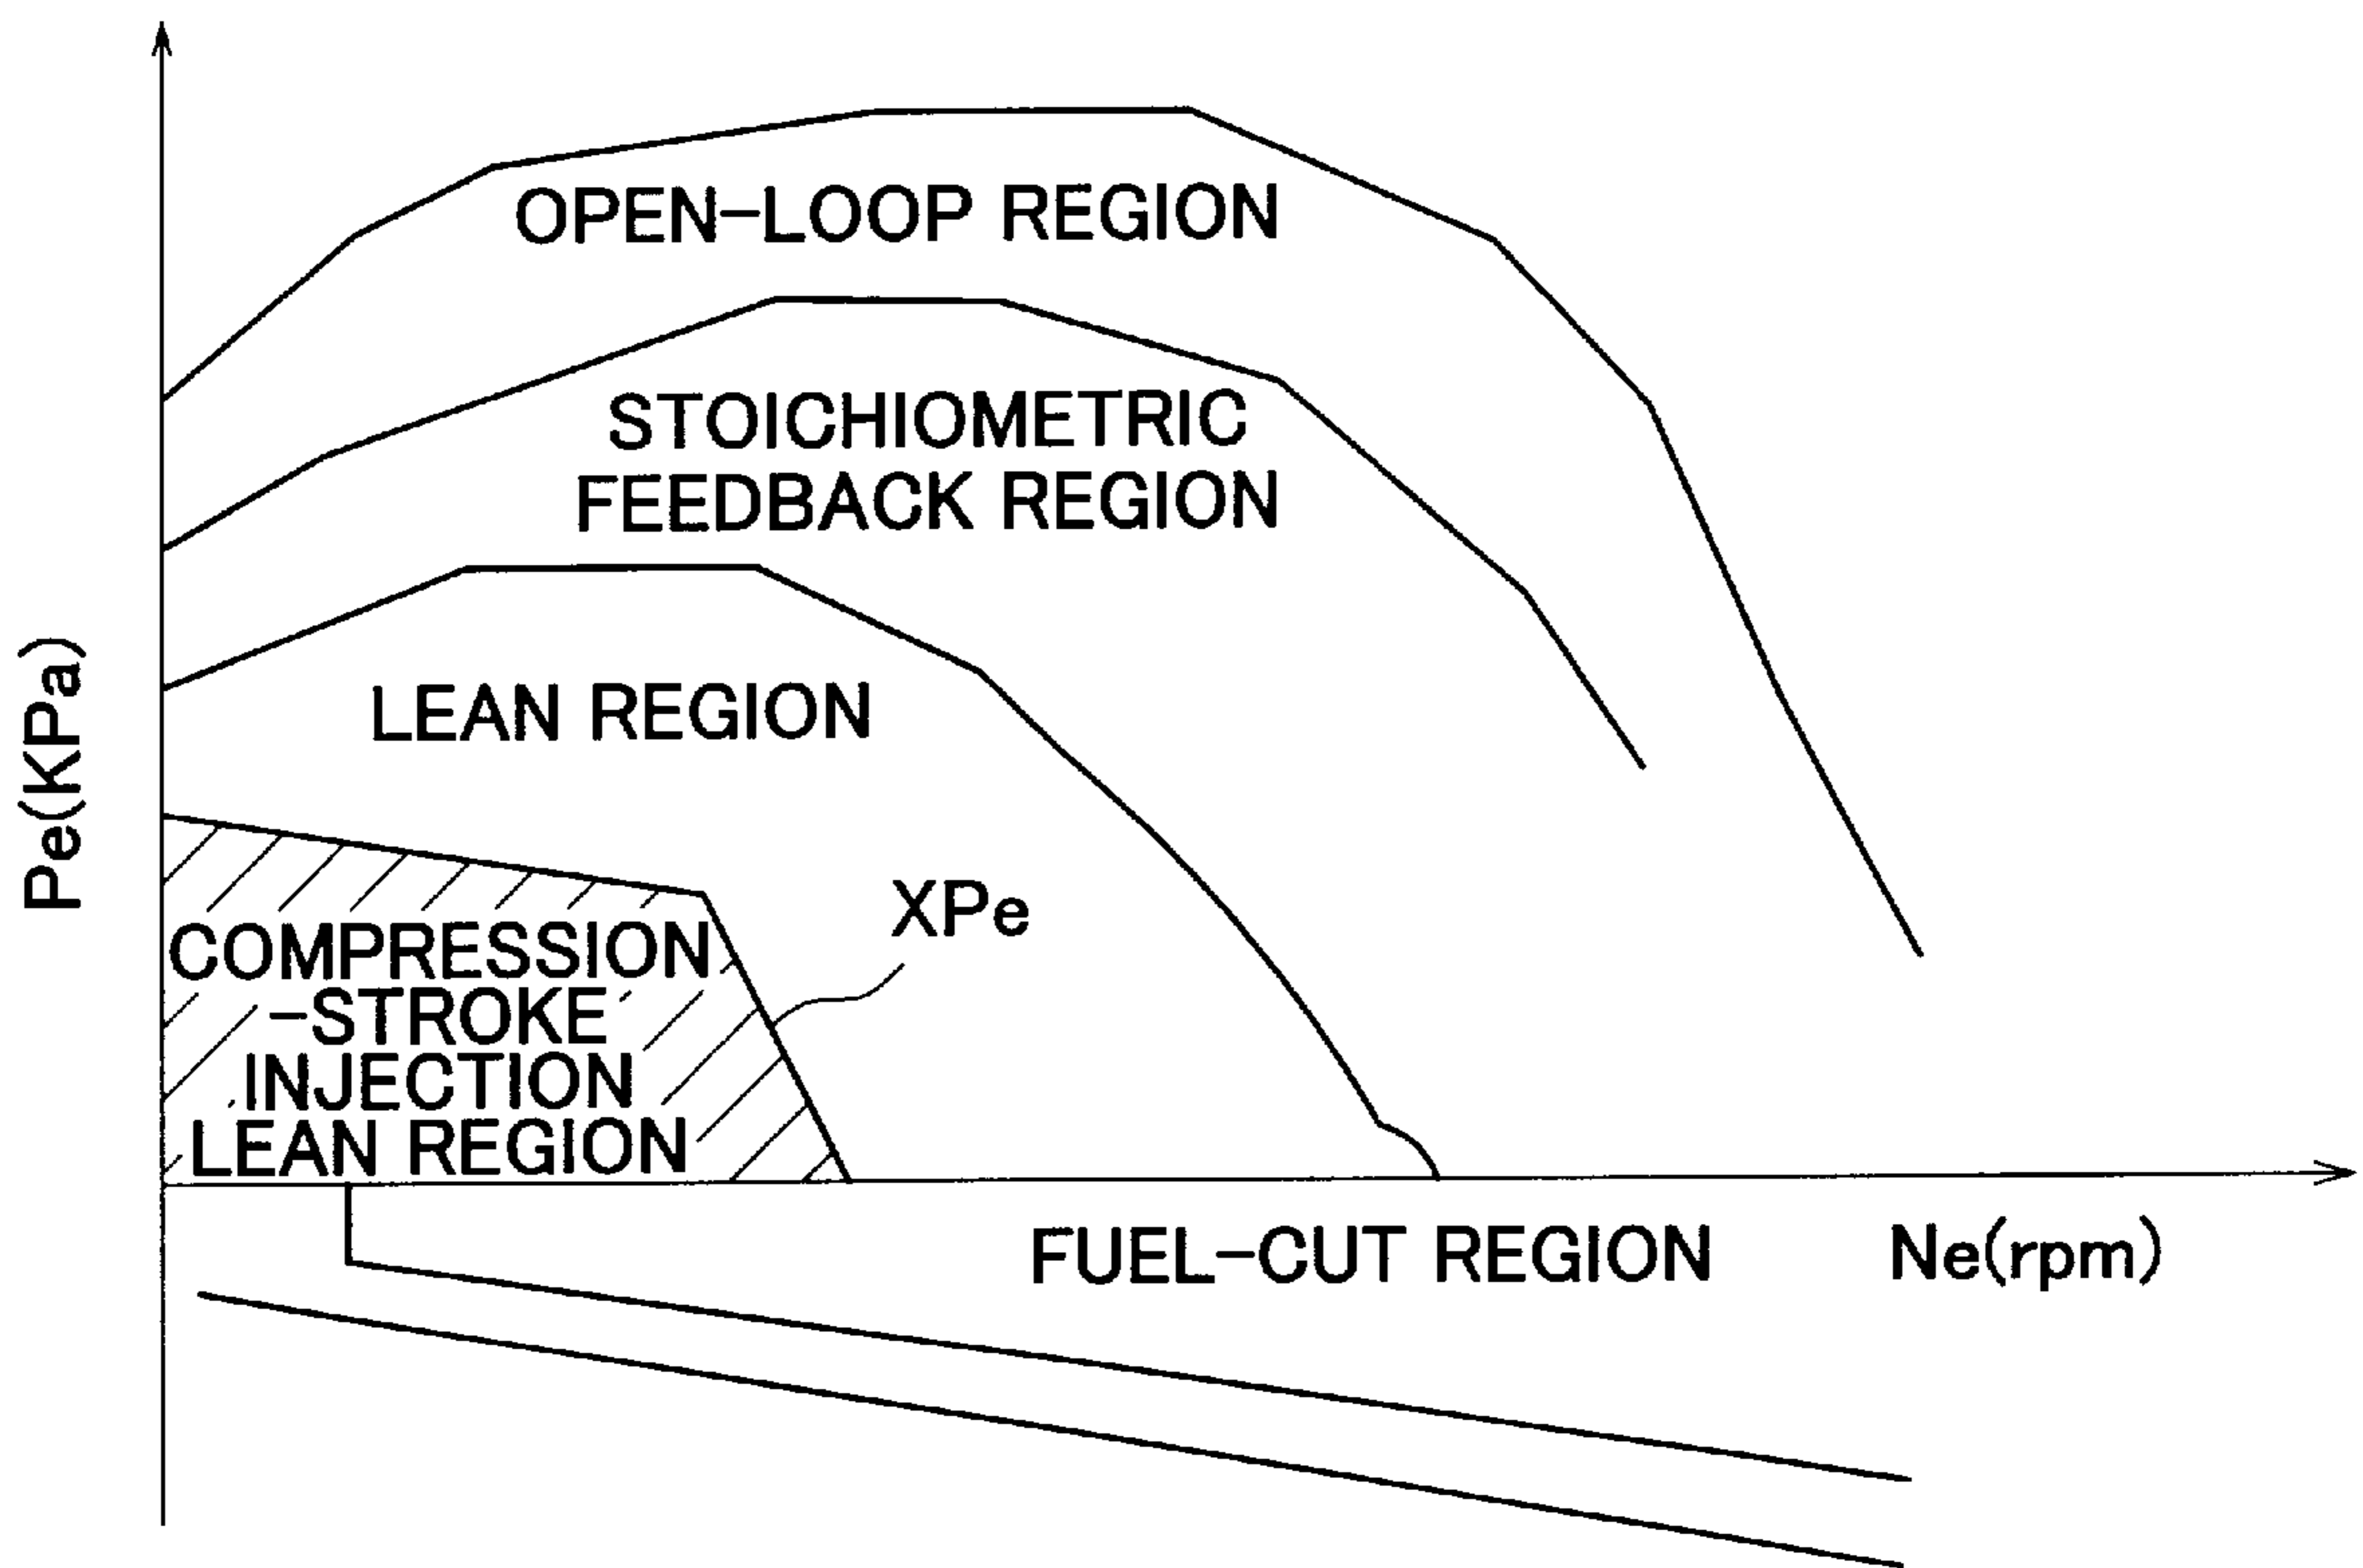 OPEN-LOOP REGION
STOICHIOMETRIC
FEEDBACK REGION
LEAN REGION
Pe(KPa)
XPe
COMPRESSION
-STROKE
INJECTION
LEAN REGION
FUEL-CUT REGION
Ne(rpm)